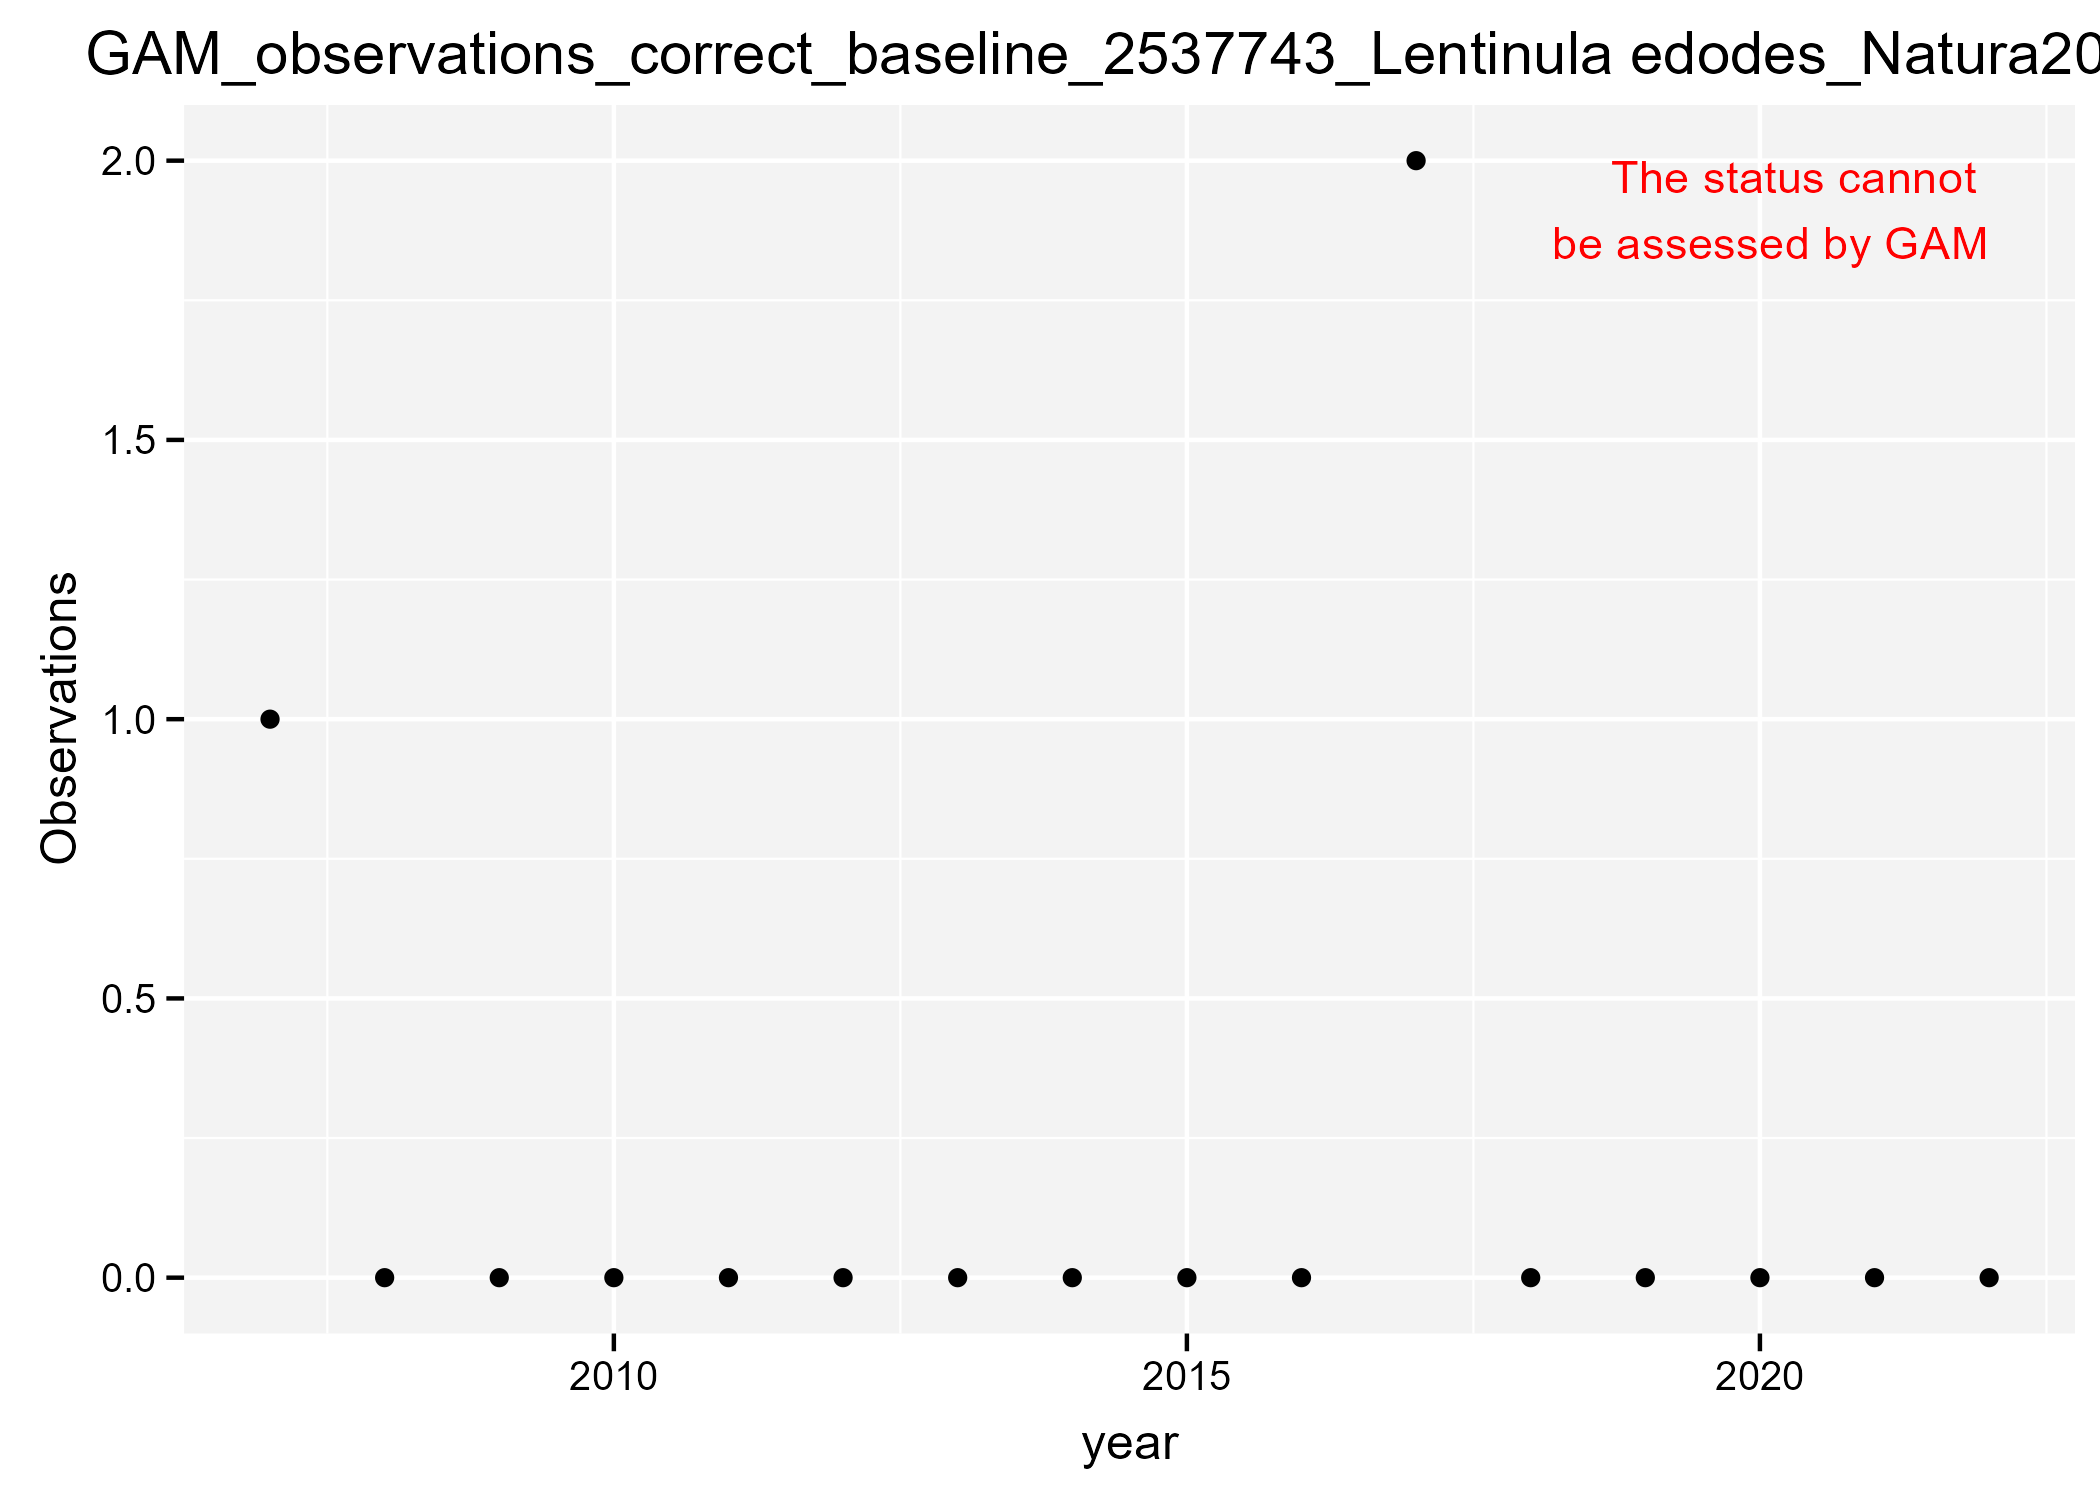 GAM_observations_correct_baseline_2537743_Lentinula edodes_Natura20
2.0
The status cannot
be assessed by GAM
1.5
Observations
1.0
0.5
0.0
2010 2015 2020
year